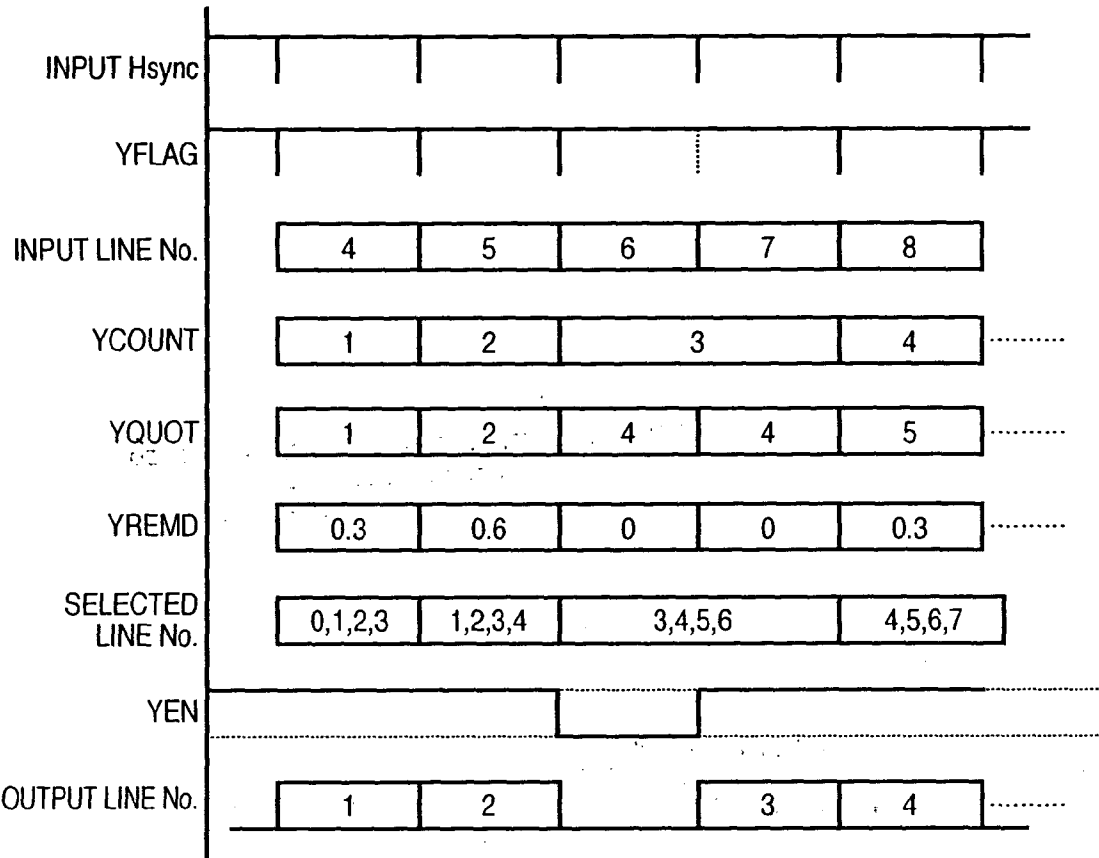 INPUT Hsync
YFLAG
INPUT LINE No. 4 5 6 7 8
YCOUNT 1 2 3 4
YQUOT 1 2 4 4 5
YREMD 0.3 0.6 0 0 0.3
SELECTED
LINE No. 0,1,2,3 1,2,3,4 3,4,5,6 4,5,6,7
YEN
OUTPUT LINE No. 1 2 3 4